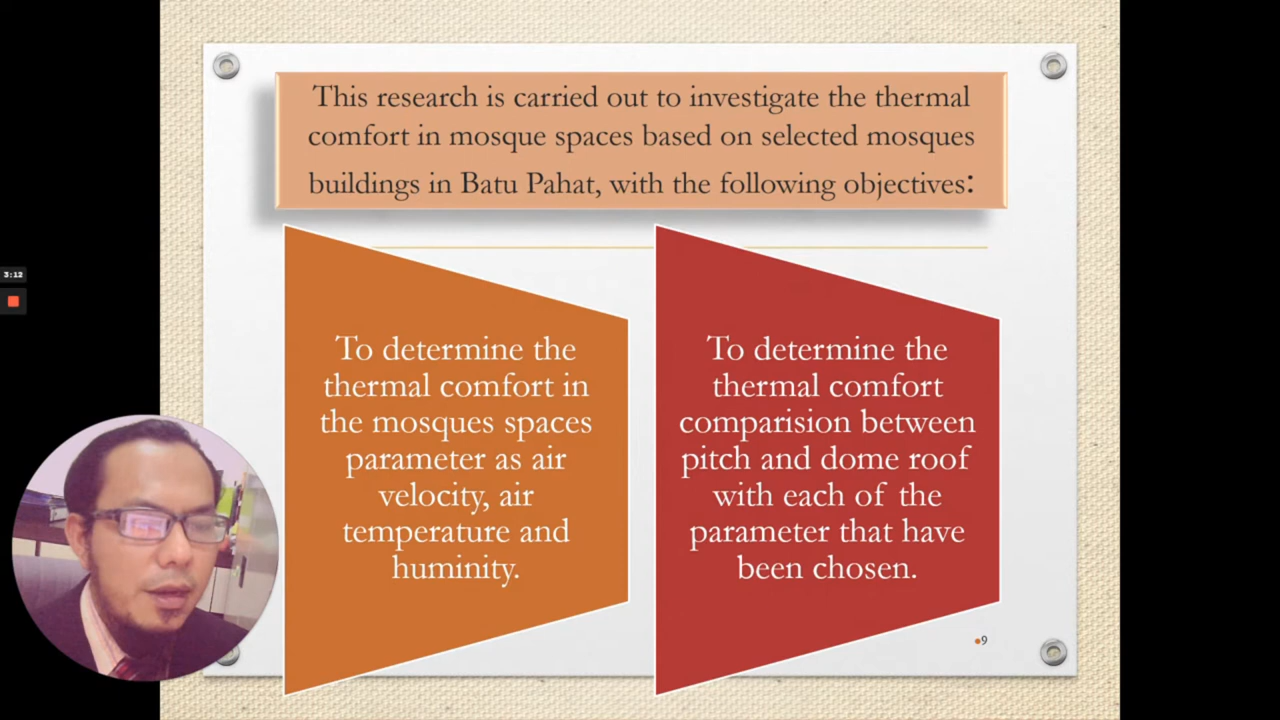 This research is carried out to investigate the thermal
comfort in mosque spaces based on selected mosques
buildings in Batu Pahat, with the following objectives:
To determine the
thermal comfort in
the mosques spaces
parameter as air
velocity, air
temperature and
huminity.
To determine the
thermal comfort
comparision between
pitch and dome roof
with each of the
parameter that have
been chosen.
3:12
9